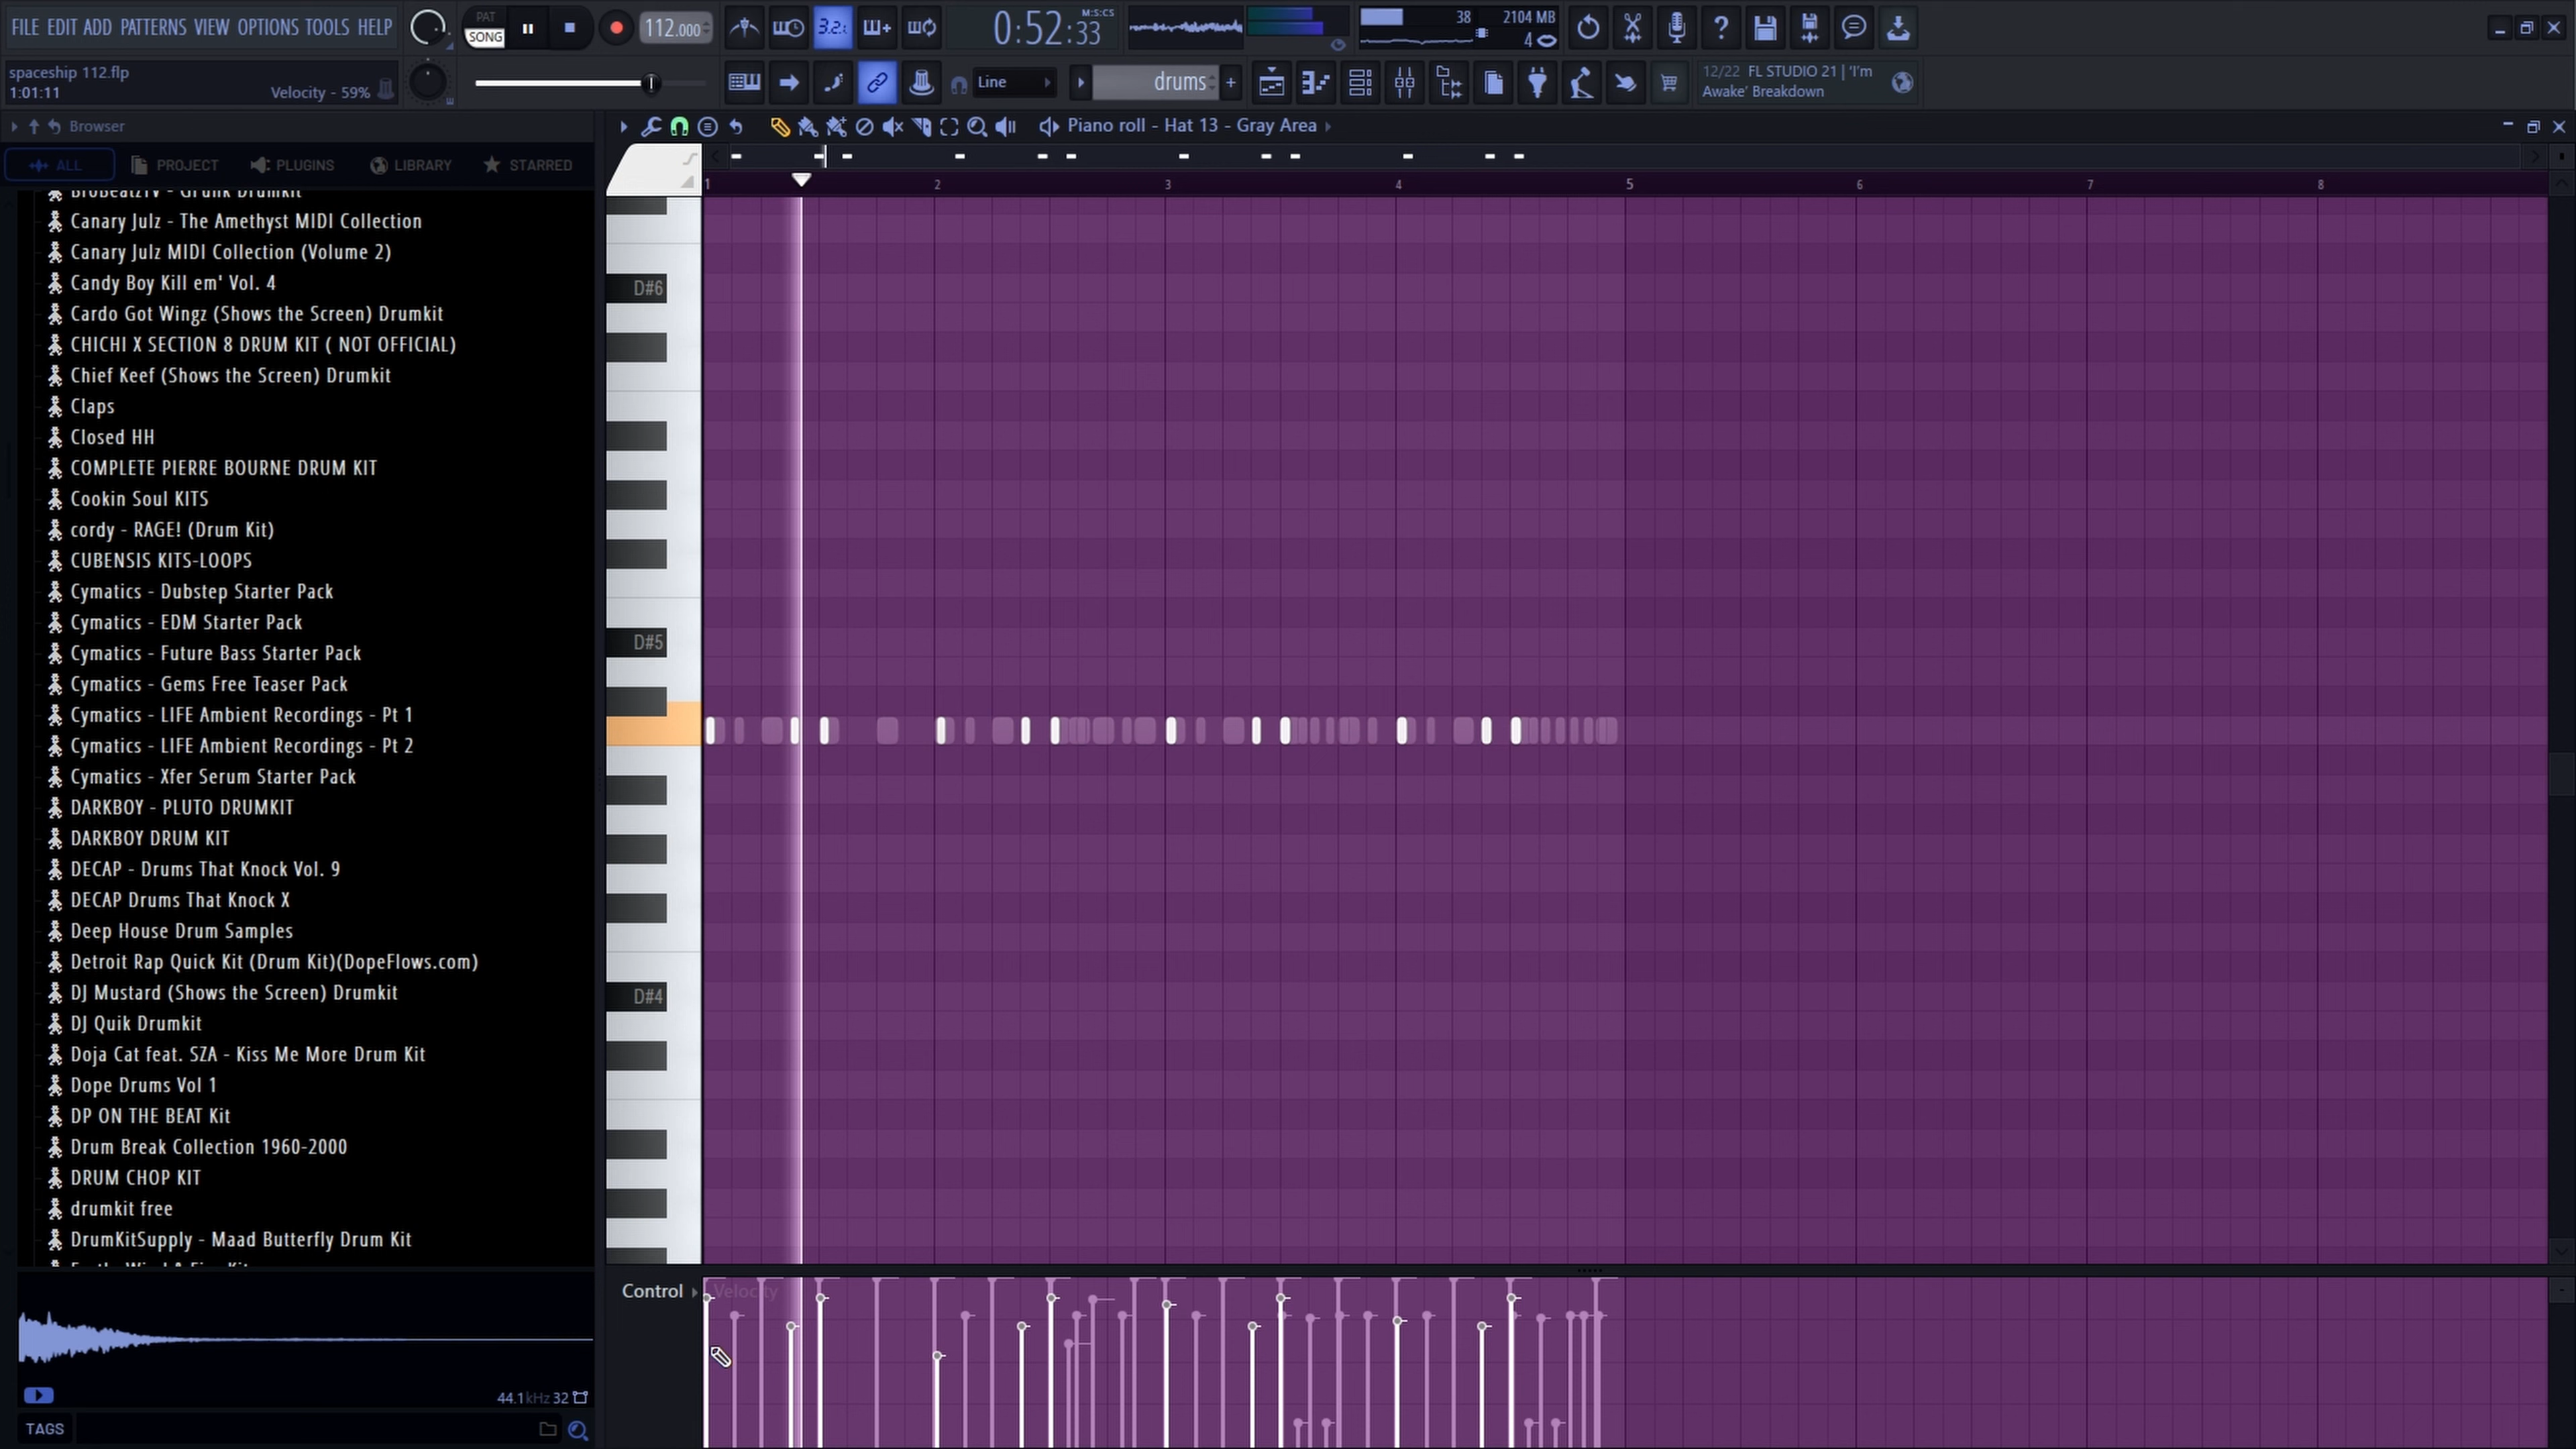 FILE EDIT ADD PATTERNS VIEW OPTIONS TOOLS HELP
PAT
SONG
112.000
3.2.
0:52:33
M:S:CS
38
2104 MB
4
spaceship 112.flp
1:01:11
Velocity - 59%
Line
drums
12/22 FL STUDIO 21 | 'I'm
Awake' Breakdown
Browser
ALL
PROJECT
PLUGINS
LIBRARY
STARRED
Piano roll - Hat 13 - Gray Area
1
2
3
4
5
6
7
8
Canary Julz - The Amethyst MIDI Collection
Canary Julz MIDI Collection (Volume 2)
Candy Boy Kill em' Vol. 4
Cardo Got Wingz (Shows the Screen) Drumkit
CHICHI X SECTION 8 DRUM KIT ( NOT OFFICIAL)
Chief Keef (Shows the Screen) Drumkit
Claps
Closed HH
COMPLETE PIERRE BOURNE DRUM KIT
Cookin Soul KITS
cordy - RAGE! (Drum Kit)
CUBENSIS KITS-LOOPS
Cymatics - Dubstep Starter Pack
Cymatics - EDM Starter Pack
Cymatics - Future Bass Starter Pack
Cymatics - Gems Free Teaser Pack
Cymatics - LIFE Ambient Recordings - Pt 1
Cymatics - LIFE Ambient Recordings - Pt 2
Cymatics - Xfer Serum Starter Pack
DARKBOY - PLUTO DRUMKIT
DARKBOY DRUM KIT
DECAP - Drums That Knock Vol. 9
DECAP Drums That Knock X
Deep House Drum Samples
Detroit Rap Quick Kit (Drum Kit)(DopeFlows.com)
DJ Mustard (Shows the Screen) Drumkit
DJ Quik Drumkit
Doja Cat feat. SZA - Kiss Me More Drum Kit
Dope Drums Vol 1
DP ON THE BEAT Kit
Drum Break Collection 1960-2000
DRUM CHOP KIT
drumkit free
DrumKitSupply - Maad Butterfly Drum Kit
D#6
D#5
D#4
Control
Velocity
44.1kHz 32
TAGS